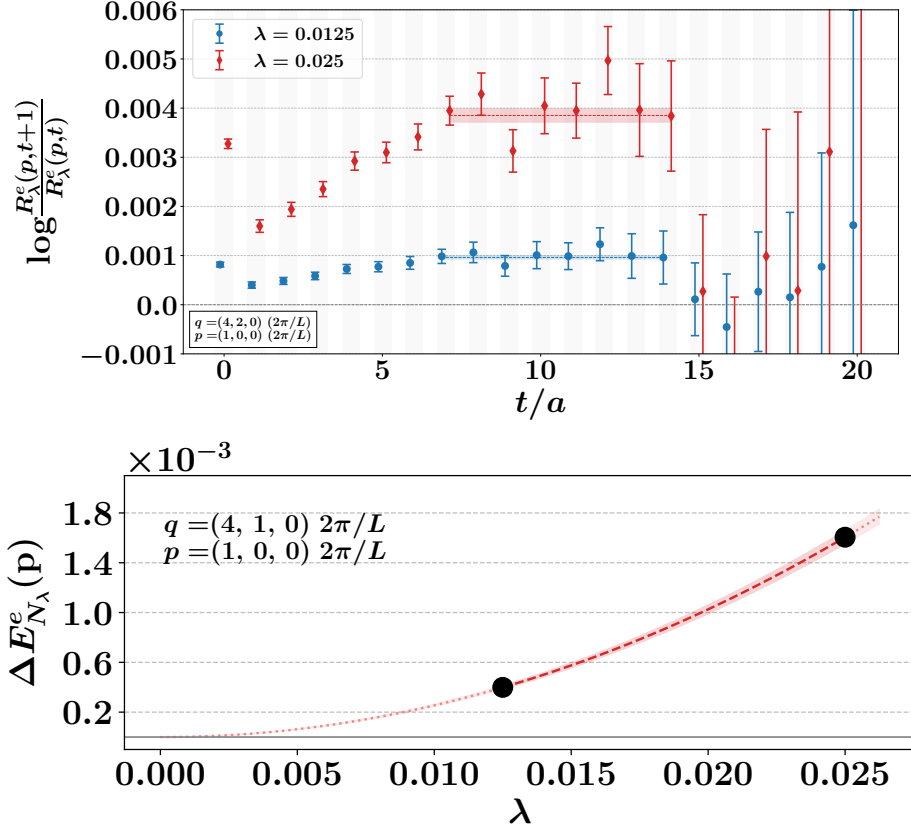 0.006
0.005
0.004
0.003
0.002
0.001
0.0
−0.001
log R^e_λ(p,t+1) / R^e_λ(p,t)
λ = 0.0125
λ = 0.025
q =(4,2,0) (2π/L)
p =(1,0,0) (2π/L)
0 5 10 15 20
t/a
×10⁻³
1.8
1.4
1.0
0.6
0.2
ΔE^e_{N_λ}(p)
q =(4, 1, 0) 2π/L
p =(1, 0, 0) 2π/L
0.000 0.005 0.010 0.015 0.020 0.025
λ